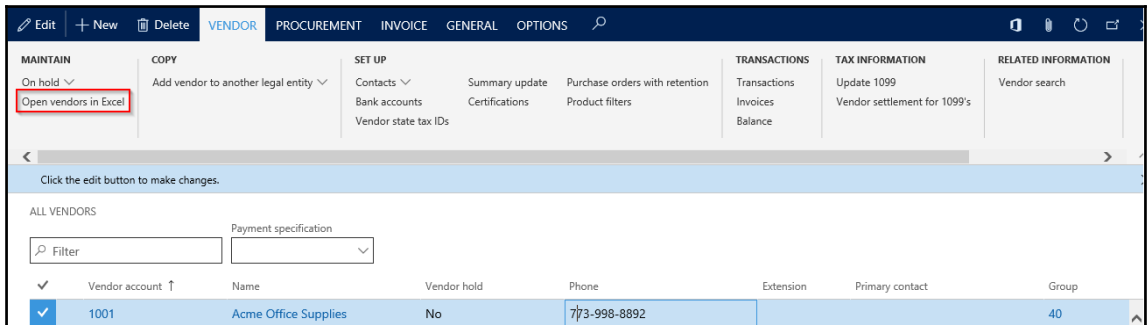 Edit + New Delete VENDOR PROCUREMENT INVOICE GENERAL OPTIONS
MAINTAIN COPY SET UP TRANSACTIONS TAX INFORMATION RELATED INFORMATION
On hold Add vendor to another legal entity Contacts Summary update Purchase orders with retention Transactions Update 1099 Vendor search
Open vendors in Excel Bank accounts Certifications Product filters Invoices Vendor settlement for 1099's
Vendor state tax IDs Balance
Click the edit button to make changes.
ALL VENDORS
Payment specification
Filter
Vendor account ↑ Name Vendor hold Phone Extension Primary contact Group
1001 Acme Office Supplies No 773-998-8892 40